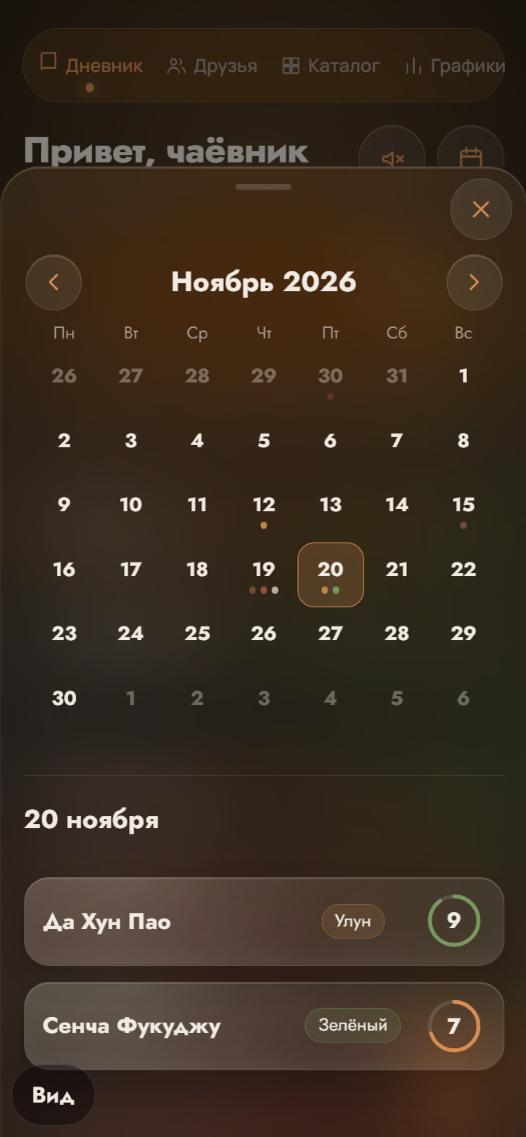 Дневник Друзья Каталог Графики
Привет, чаёвник
Ноябрь 2026
Пн Вт Ср Чт Пт Сб Вс
26 27 28 29 30 31 1
2 3 4 5 6 7 8
9 10 11 12 13 14 15
16 17 18 19 20 21 22
23 24 25 26 27 28 29
30 1 2 3 4 5 6
20 ноября
Да Хун Пао Улун 9
Сенча Фукуджу Зелёный 7
Вид